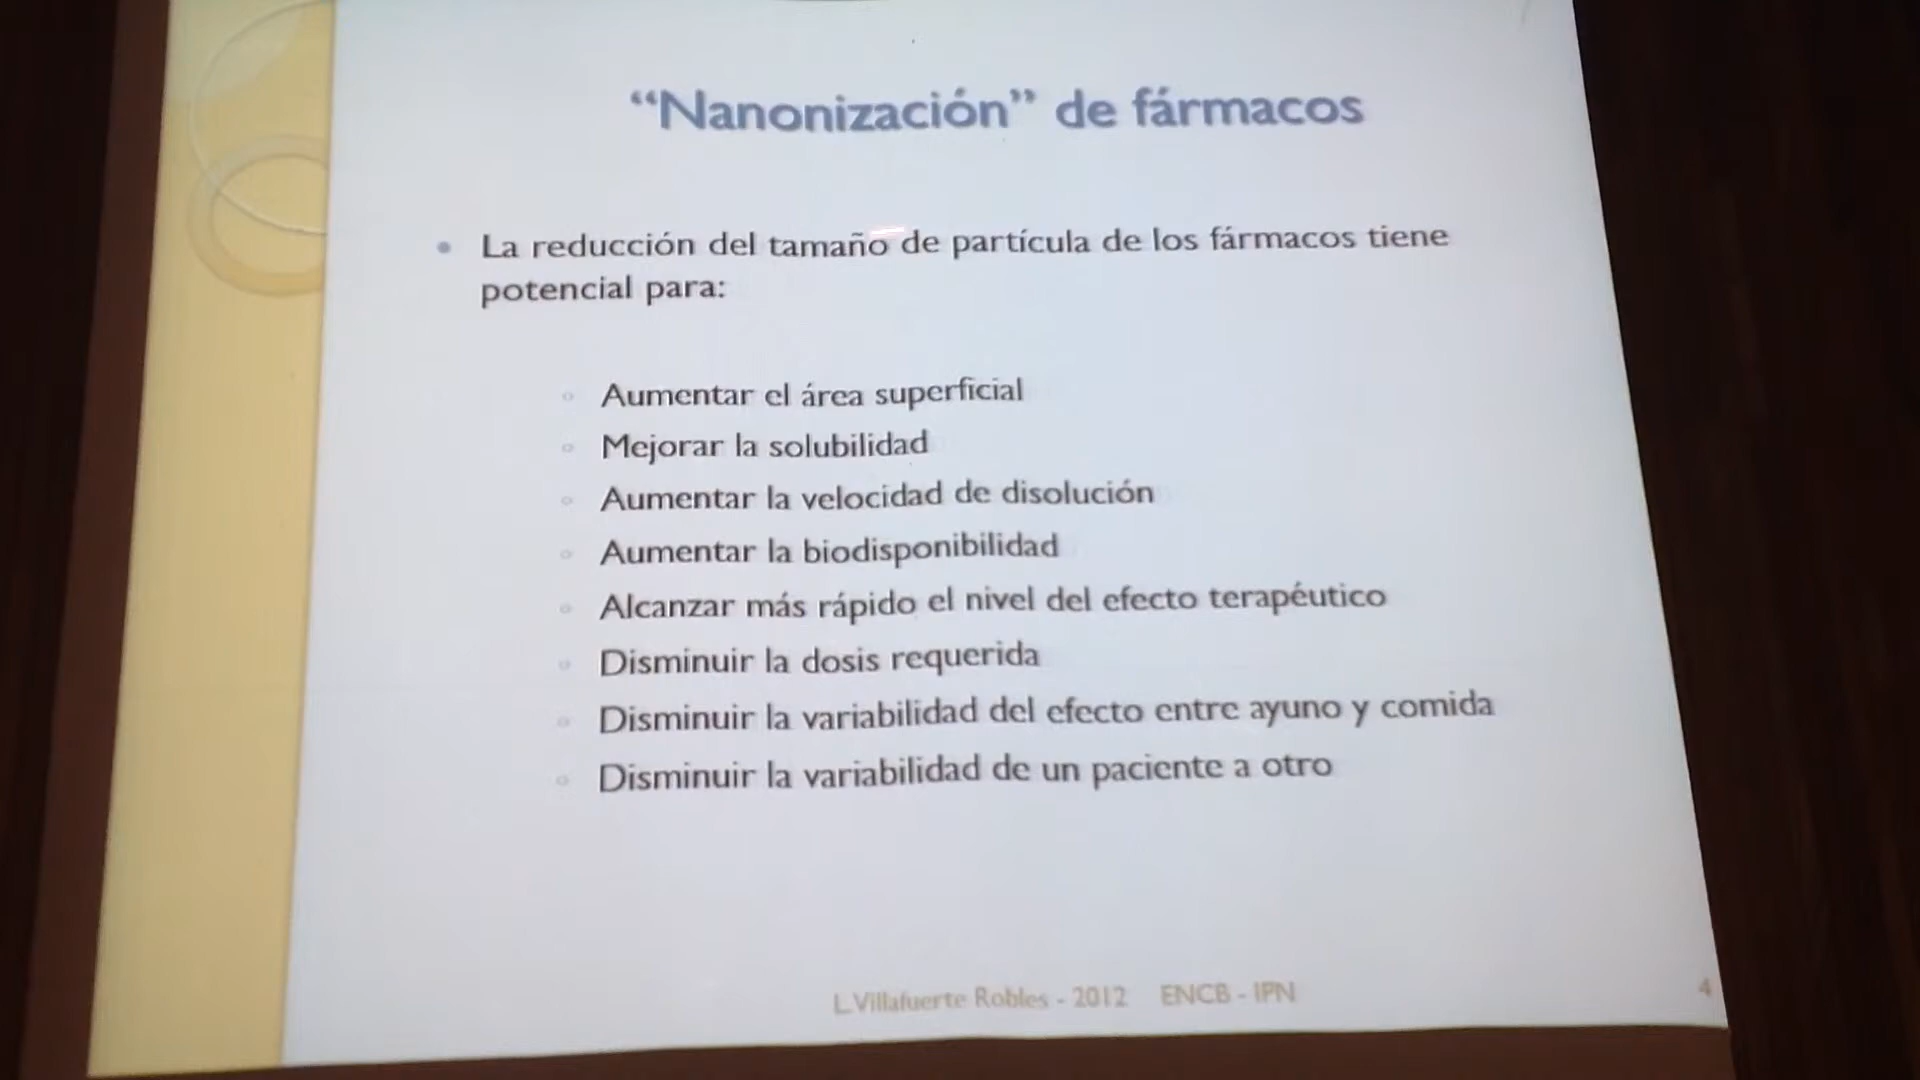 “Nanonización” de fármacos
La reducción del tamaño de partícula de los fármacos tiene
potencial para:
Aumentar el área superficial
Mejorar la solubilidad
Aumentar la velocidad de disolución
Aumentar la biodisponibilidad
Alcanzar más rápido el nivel del efecto terapéutico
Disminuir la dosis requerida
Disminuir la variabilidad del efecto entre ayuno y comida
Disminuir la variabilidad de un paciente a otro
L.Villafuerte Robles - 2012 ENCB - IPN
4